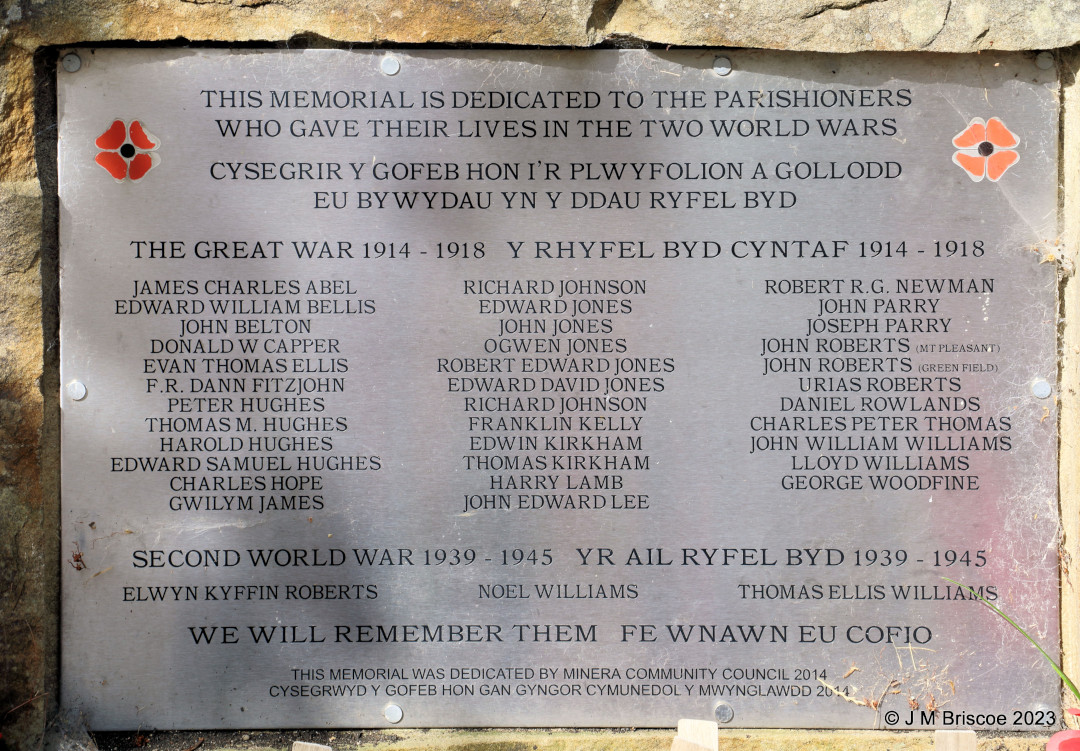 THIS MEMORIAL IS DEDICATED TO THE PARISHIONERS
WHO GAVE THEIR LIVES IN THE TWO WORLD WARS
CYSEGRIR Y GOFEB HON I'R PLWYFOLION A GOLLODD
EU BYWYDAU YN Y DDAU RYFEL BYD
THE GREAT WAR 1914 - 1918 Y RHYFEL BYD CYNTAF 1914 - 1918
JAMES CHARLES ABEL
EDWARD WILLIAM BELLIS
JOHN BELTON
DONALD W CAPPER
EVAN THOMAS ELLIS
F.R. DANN FITZJOHN
PETER HUGHES
THOMAS M. HUGHES
HAROLD HUGHES
EDWARD SAMUEL HUGHES
CHARLES HOPE
GWILYM JAMES
RICHARD JOHNSON
EDWARD JONES
JOHN JONES
OGWEN JONES
ROBERT EDWARD JONES
EDWARD DAVID JONES
RICHARD JOHNSON
FRANKLIN KELLY
EDWIN KIRKHAM
THOMAS KIRKHAM
HARRY LAMB
JOHN EDWARD LEE
ROBERT R.G. NEWMAN
JOHN PARRY
JOSEPH PARRY
JOHN ROBERTS (MT PLEASANT)
JOHN ROBERTS (GREEN FIELD)
URIAS ROBERTS
DANIEL ROWLANDS
CHARLES PETER THOMAS
JOHN WILLIAM WILLIAMS
LLOYD WILLIAMS
GEORGE WOODFINE
SECOND WORLD WAR 1939 - 1945 YR AIL RYFEL BYD 1939 - 1945
ELWYN KYFFIN ROBERTS NOEL WILLIAMS THOMAS ELLIS WILLIAMS
WE WILL REMEMBER THEM FE WNAWN EU COFIO
THIS MEMORIAL WAS DEDICATED BY MINERA COMMUNITY COUNCIL 2014
CYSEGRWYD Y GOFEB HON GAN GYNGOR CYMUNEDOL Y MWYNGLAWDD 2014
© J M Briscoe 2023